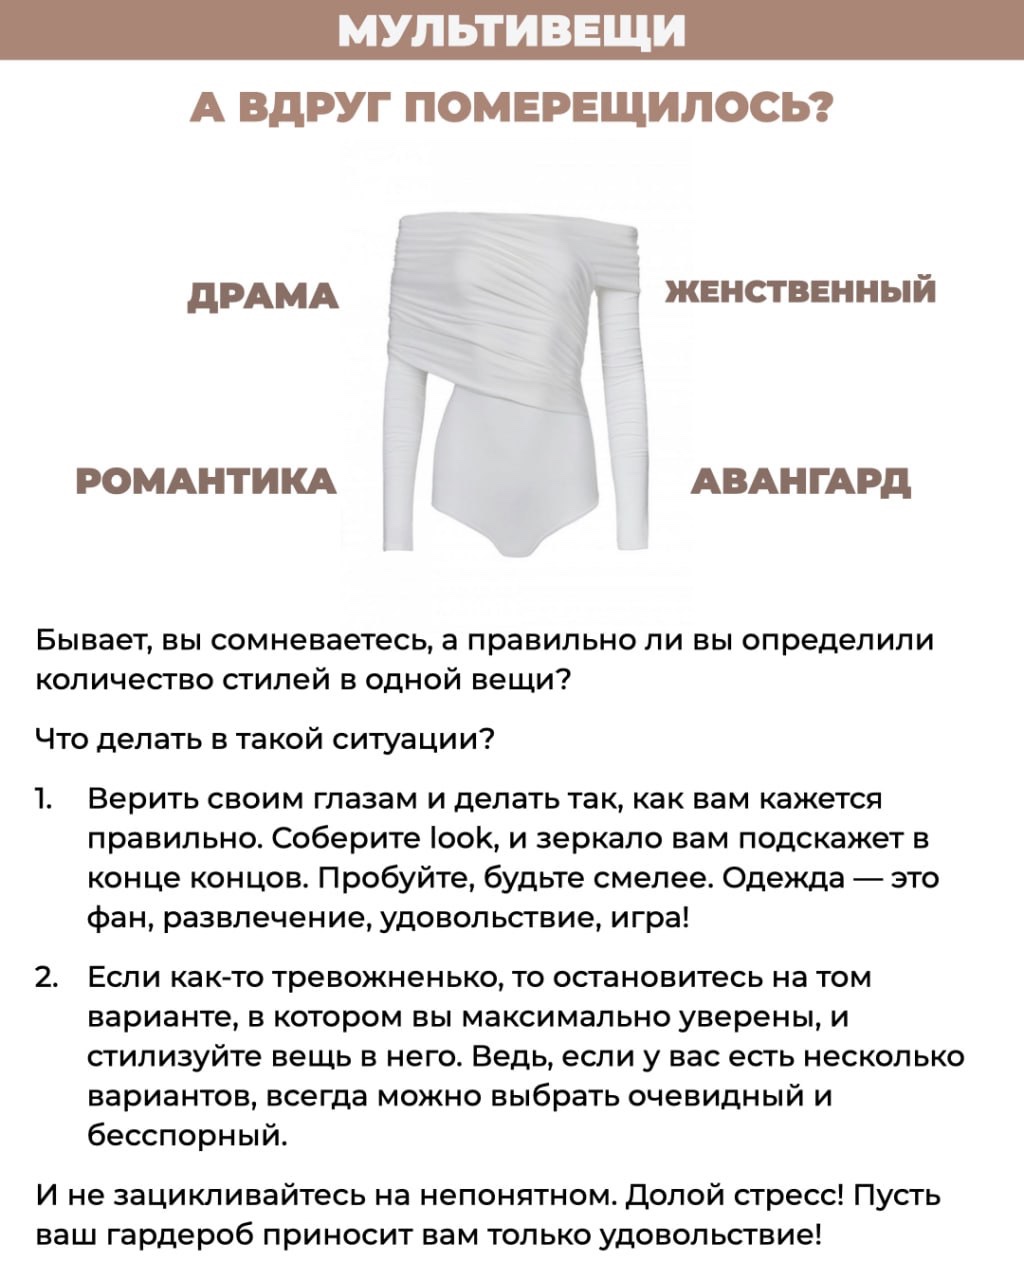 МУЛЬТИВЕЩИ
А ВДРУГ ПОМЕРЕЩИЛОСЬ?
ДРАМА
ЖЕНСТВЕННЫЙ
РОМАНТИКА
АВАНГАРД
Бывает, вы сомневаетесь, а правильно ли вы определили
количество стилей в одной вещи?
Что делать в такой ситуации?
1. Верить своим глазам и делать так, как вам кажется
правильно. Соберите look, и зеркало вам подскажет в
конце концов. Пробуйте, будьте смелее. Одежда — это
фан, развлечение, удовольствие, игра!
2. Если как-то тревожненько, то остановитесь на том
варианте, в котором вы максимально уверены, и
стилизуйте вещь в него. Ведь, если у вас есть несколько
вариантов, всегда можно выбрать очевидный и
бесспорный.
И не зацикливайтесь на непонятном. Долой стресс! Пусть
ваш гардероб приносит вам только удовольствие!